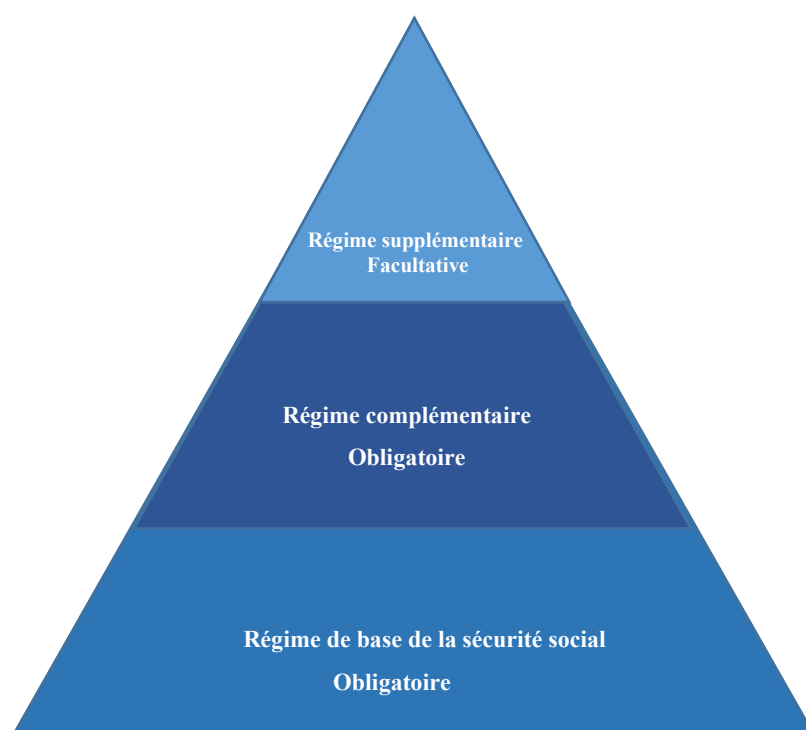 Régime supplémentaire
Facultative
Régime complémentaire
Obligatoire
Régime de base de la sécurité social
Obligatoire